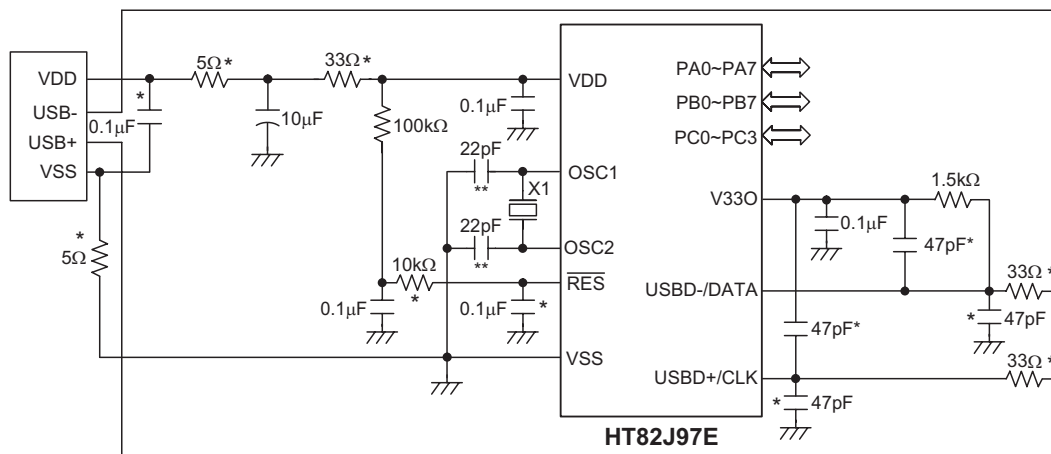 VDD
USB-
USB+
VSS
*
0.1μF
5Ω*
10μF
33Ω*
100kΩ
0.1μF
22pF
**
22pF
**
X1
*
5Ω
10kΩ
*
0.1μF
0.1μF
*
VDD
OSC1
OSC2
RES
VSS
PA0~PA7
PB0~PB7
PC0~PC3
V33O
USBD-/DATA
USBD+/CLK
0.1μF
1.5kΩ
47pF*
33Ω*
*
47pF
47pF*
33Ω*
*
47pF
HT82J97E